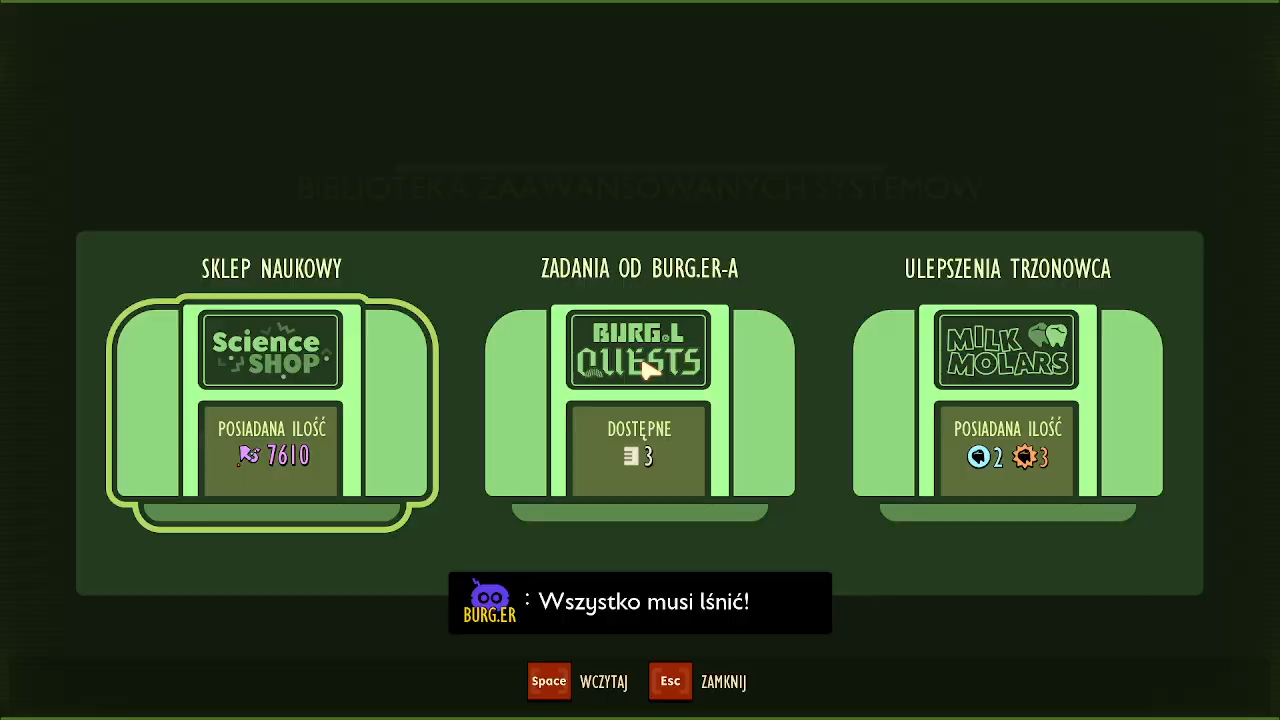 BIBLIOTEKA ZAAWANSOWANYCH SYSTEMÓW
SKLEP NAUKOWY
ZADANIA OD BURG.ER-A
ULEPSZENIA TRZONOWCA
Science
SHOP
BURG.L
QUESTS
MILK
MOLARS
POSIADANA ILOŚĆ
7610
DOSTĘPNE
3
POSIADANA ILOŚĆ
2 3
BURG.ER : Wszystko musi lśnić!
Space WCZYTAJ Esc ZAMKNIJ